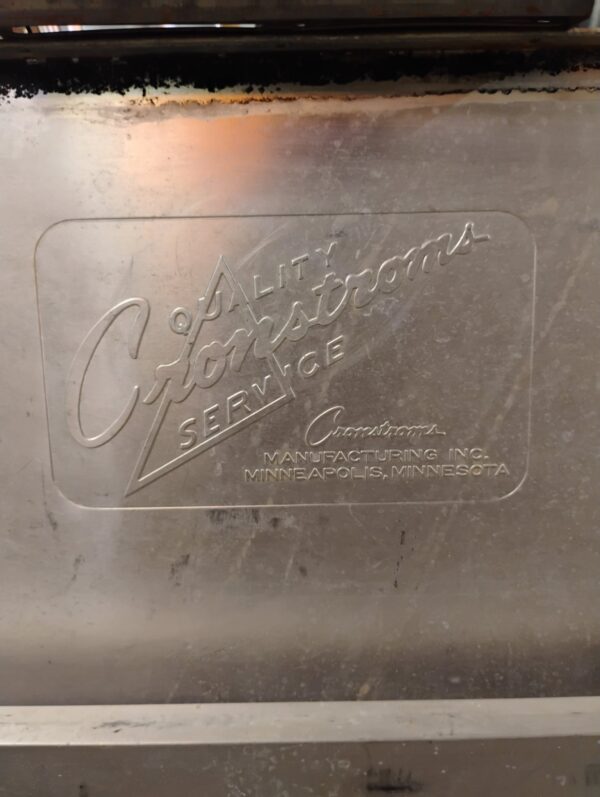 QUALITY
Cronstroms
SERVICE
Cronstroms
MANUFACTURING INC.
MINNEAPOLIS, MINNESOTA